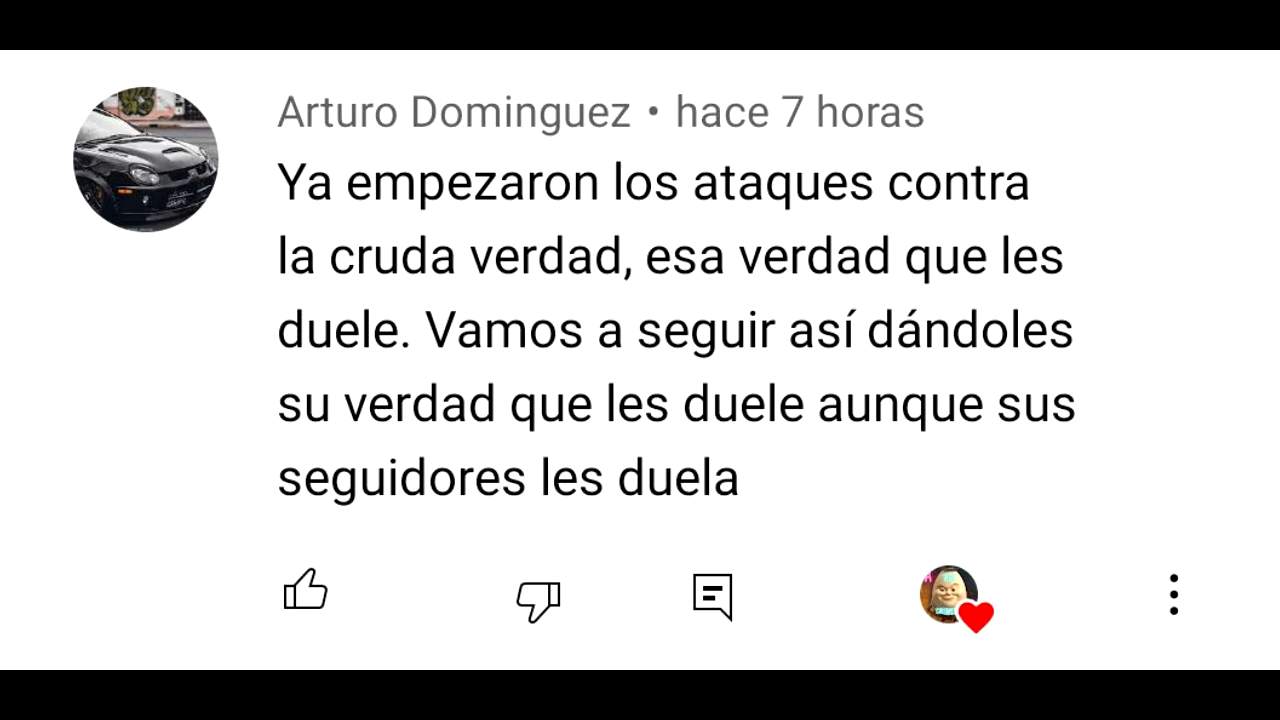 Arturo Dominguez • hace 7 horas
Ya empezaron los ataques contra
la cruda verdad, esa verdad que les
duele. Vamos a seguir así dándoles
su verdad que les duele aunque sus
seguidores les duela